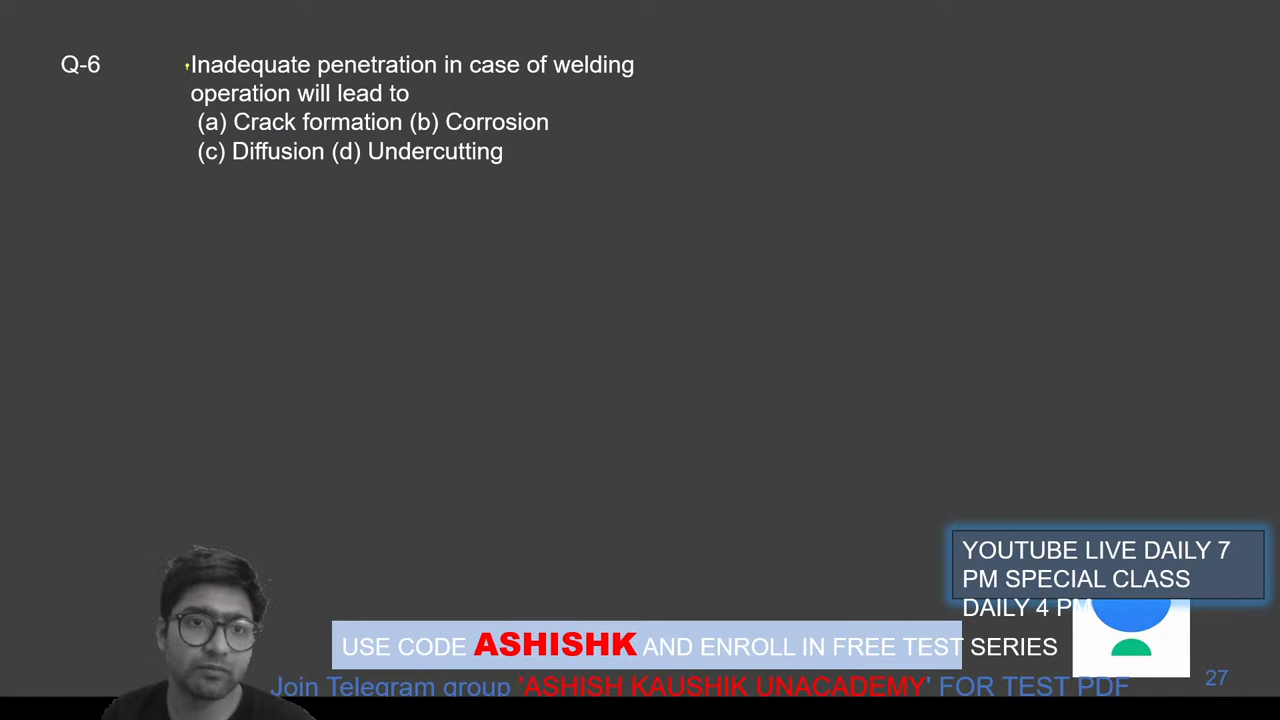 Q-6
Inadequate penetration in case of welding
operation will lead to
(a) Crack formation (b) Corrosion
(c) Diffusion (d) Undercutting
YOUTUBE LIVE DAILY 7
PM SPECIAL CLASS
DAILY 4 PM
USE CODE ASHISHK AND ENROLL IN FREE TEST SERIES
Join Telegram group 'ASHISH KAUSHIK UNACADEMY' FOR TEST PDF
27